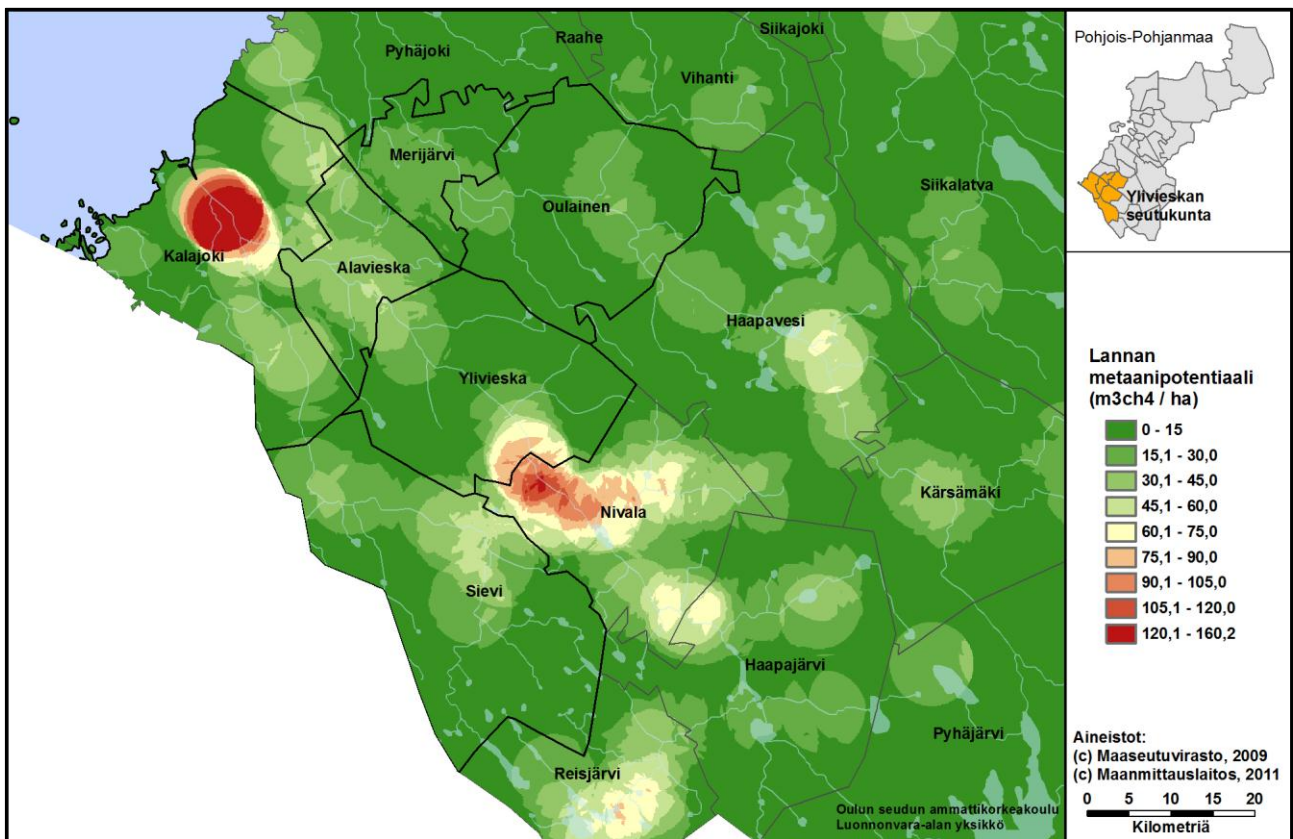 Pyhäjoki
Raahe
Siikajoki
Vihanti
Merijärvi
Oulainen
Siikalatva
Kalajoki
Alavieska
Haapavesi
Ylivieska
Nivala
Kärsämäki
Sievi
Haapajärvi
Pyhäjärvi
Reisjärvi
Oulun seudun ammattikorkeakoulu
Luonnonvara-alan yksikkö
Pohjois-Pohjanmaa
Ylivieskan
seutukunta
Lannan
metaanipotentiaali
(m3ch4 / ha)
0 - 15
15,1 - 30,0
30,1 - 45,0
45,1 - 60,0
60,1 - 75,0
75,1 - 90,0
90,1 - 105,0
105,1 - 120,0
120,1 - 160,2
Aineistot:
(c) Maaseutuvirasto, 2009
(c) Maanmittauslaitos, 2011
0 5 10 15 20
Kilometriä